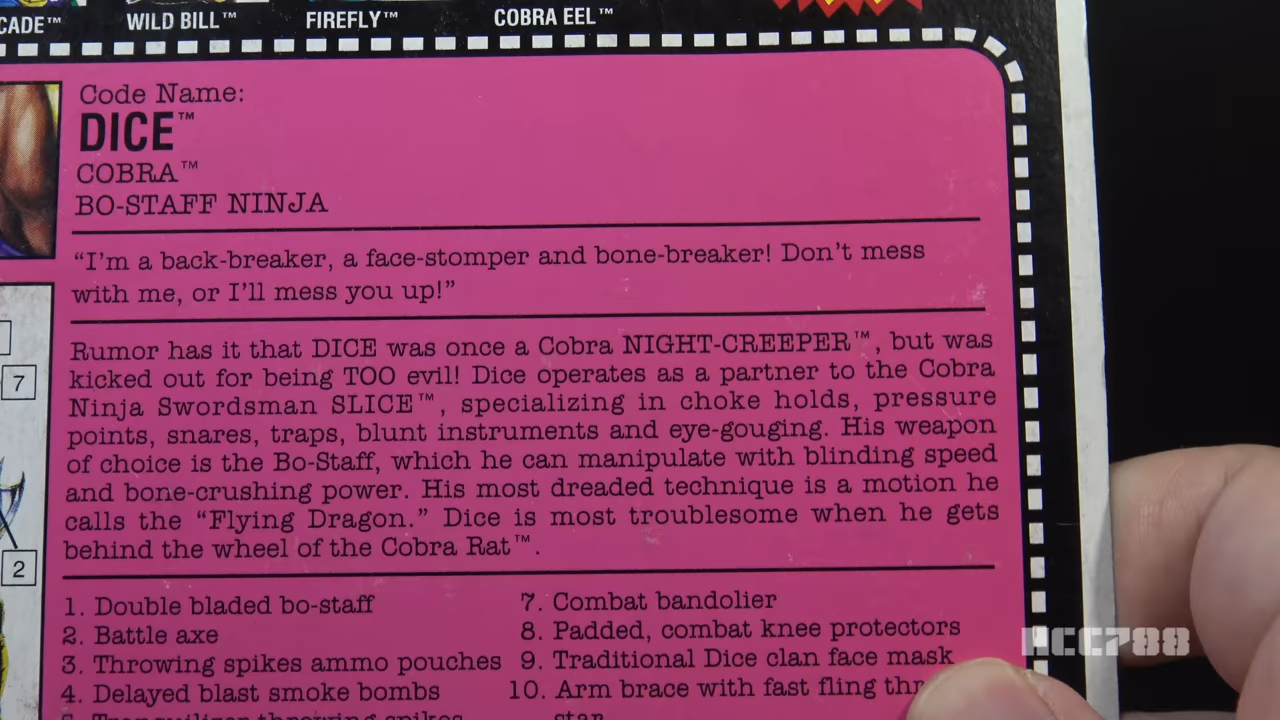 WILD BILL™ FIREFLY™ COBRA EEL™
Code Name:
DICE™
COBRA™
BO-STAFF NINJA
“I’m a back-breaker, a face-stomper and bone-breaker! Don’t mess
with me, or I’ll mess you up!”
Rumor has it that DICE was once a Cobra NIGHT-CREEPER™, but was
kicked out for being TOO evil! Dice operates as a partner to the Cobra
Ninja Swordsman SLICE™, specializing in choke holds, pressure
points, snares, traps, blunt instruments and eye-gouging. His weapon
of choice is the Bo-Staff, which he can manipulate with blinding speed
and bone-crushing power. His most dreaded technique is a motion he
calls the “Flying Dragon.” Dice is most troublesome when he gets
behind the wheel of the Cobra Rat™.
7
2
1. Double bladed bo-staff
2. Battle axe
3. Throwing spikes ammo pouches
4. Delayed blast smoke bombs
5. Tranquilizer throwing spikes
7. Combat bandolier
8. Padded, combat knee protectors
9. Traditional Dice clan face mask
10. Arm brace with fast fling
star
HCC788